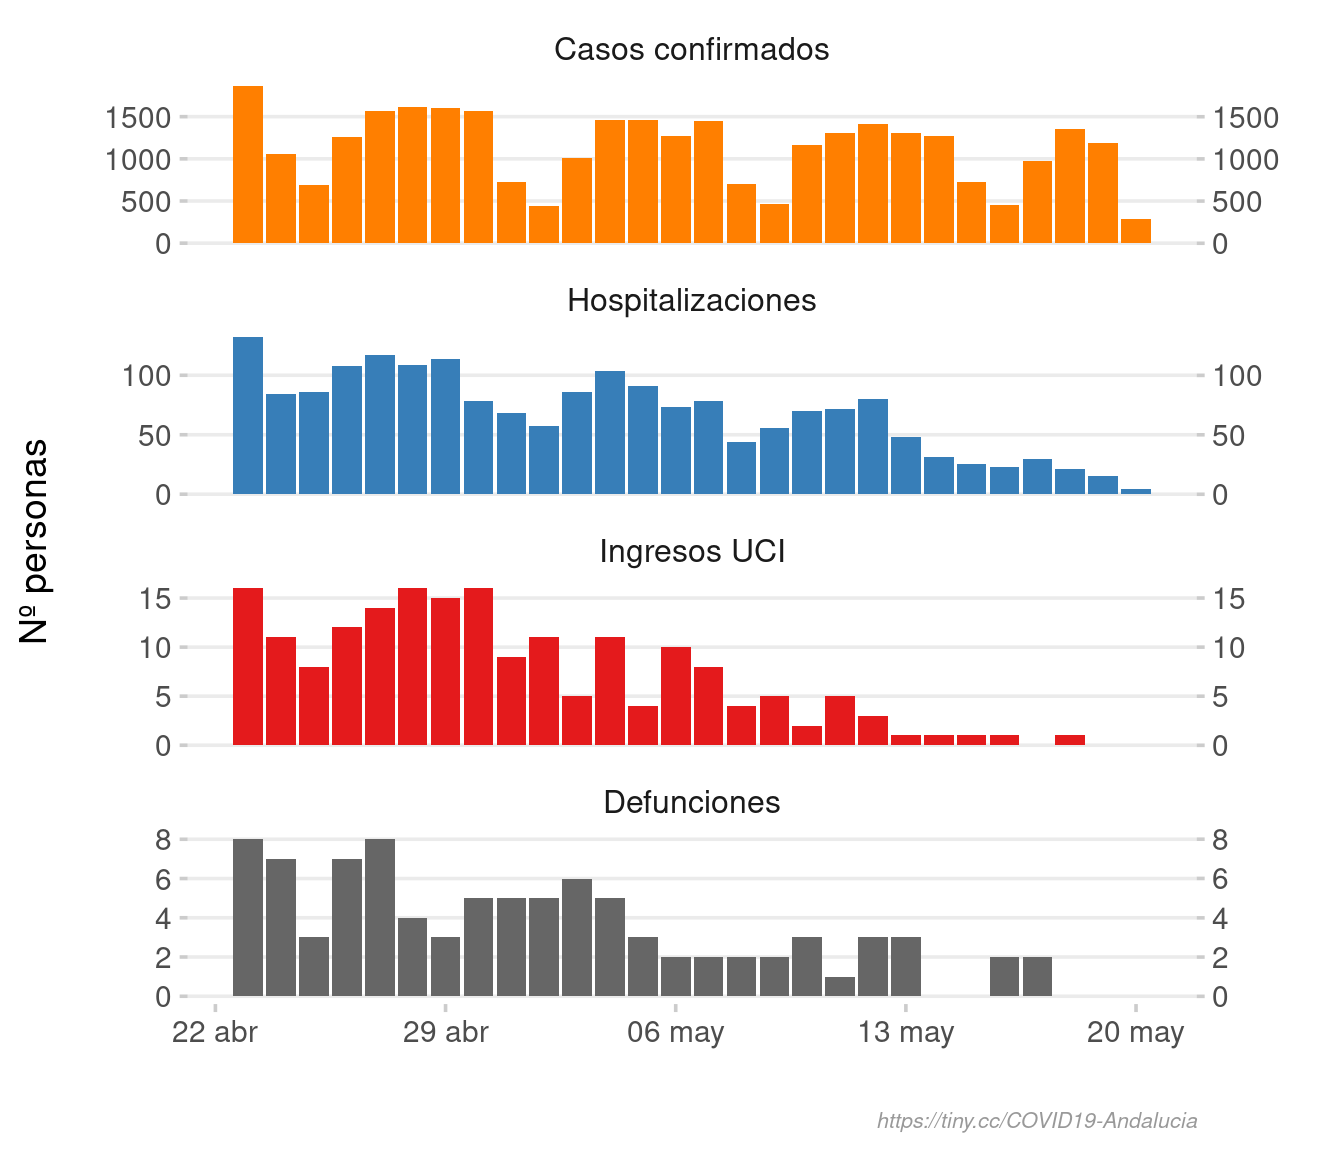 Casos confirmados
1500 1500
1000 1000
500 500
0 0
Hospitalizaciones
100 100
50 50
0 0
Nº personas
Ingresos UCI
15 15
10 10
5 5
0 0
Defunciones
8 8
6 6
4 4
2 2
0 0
22 abr 29 abr 06 may 13 may 20 may
https://tiny.cc/COVID19-Andalucia